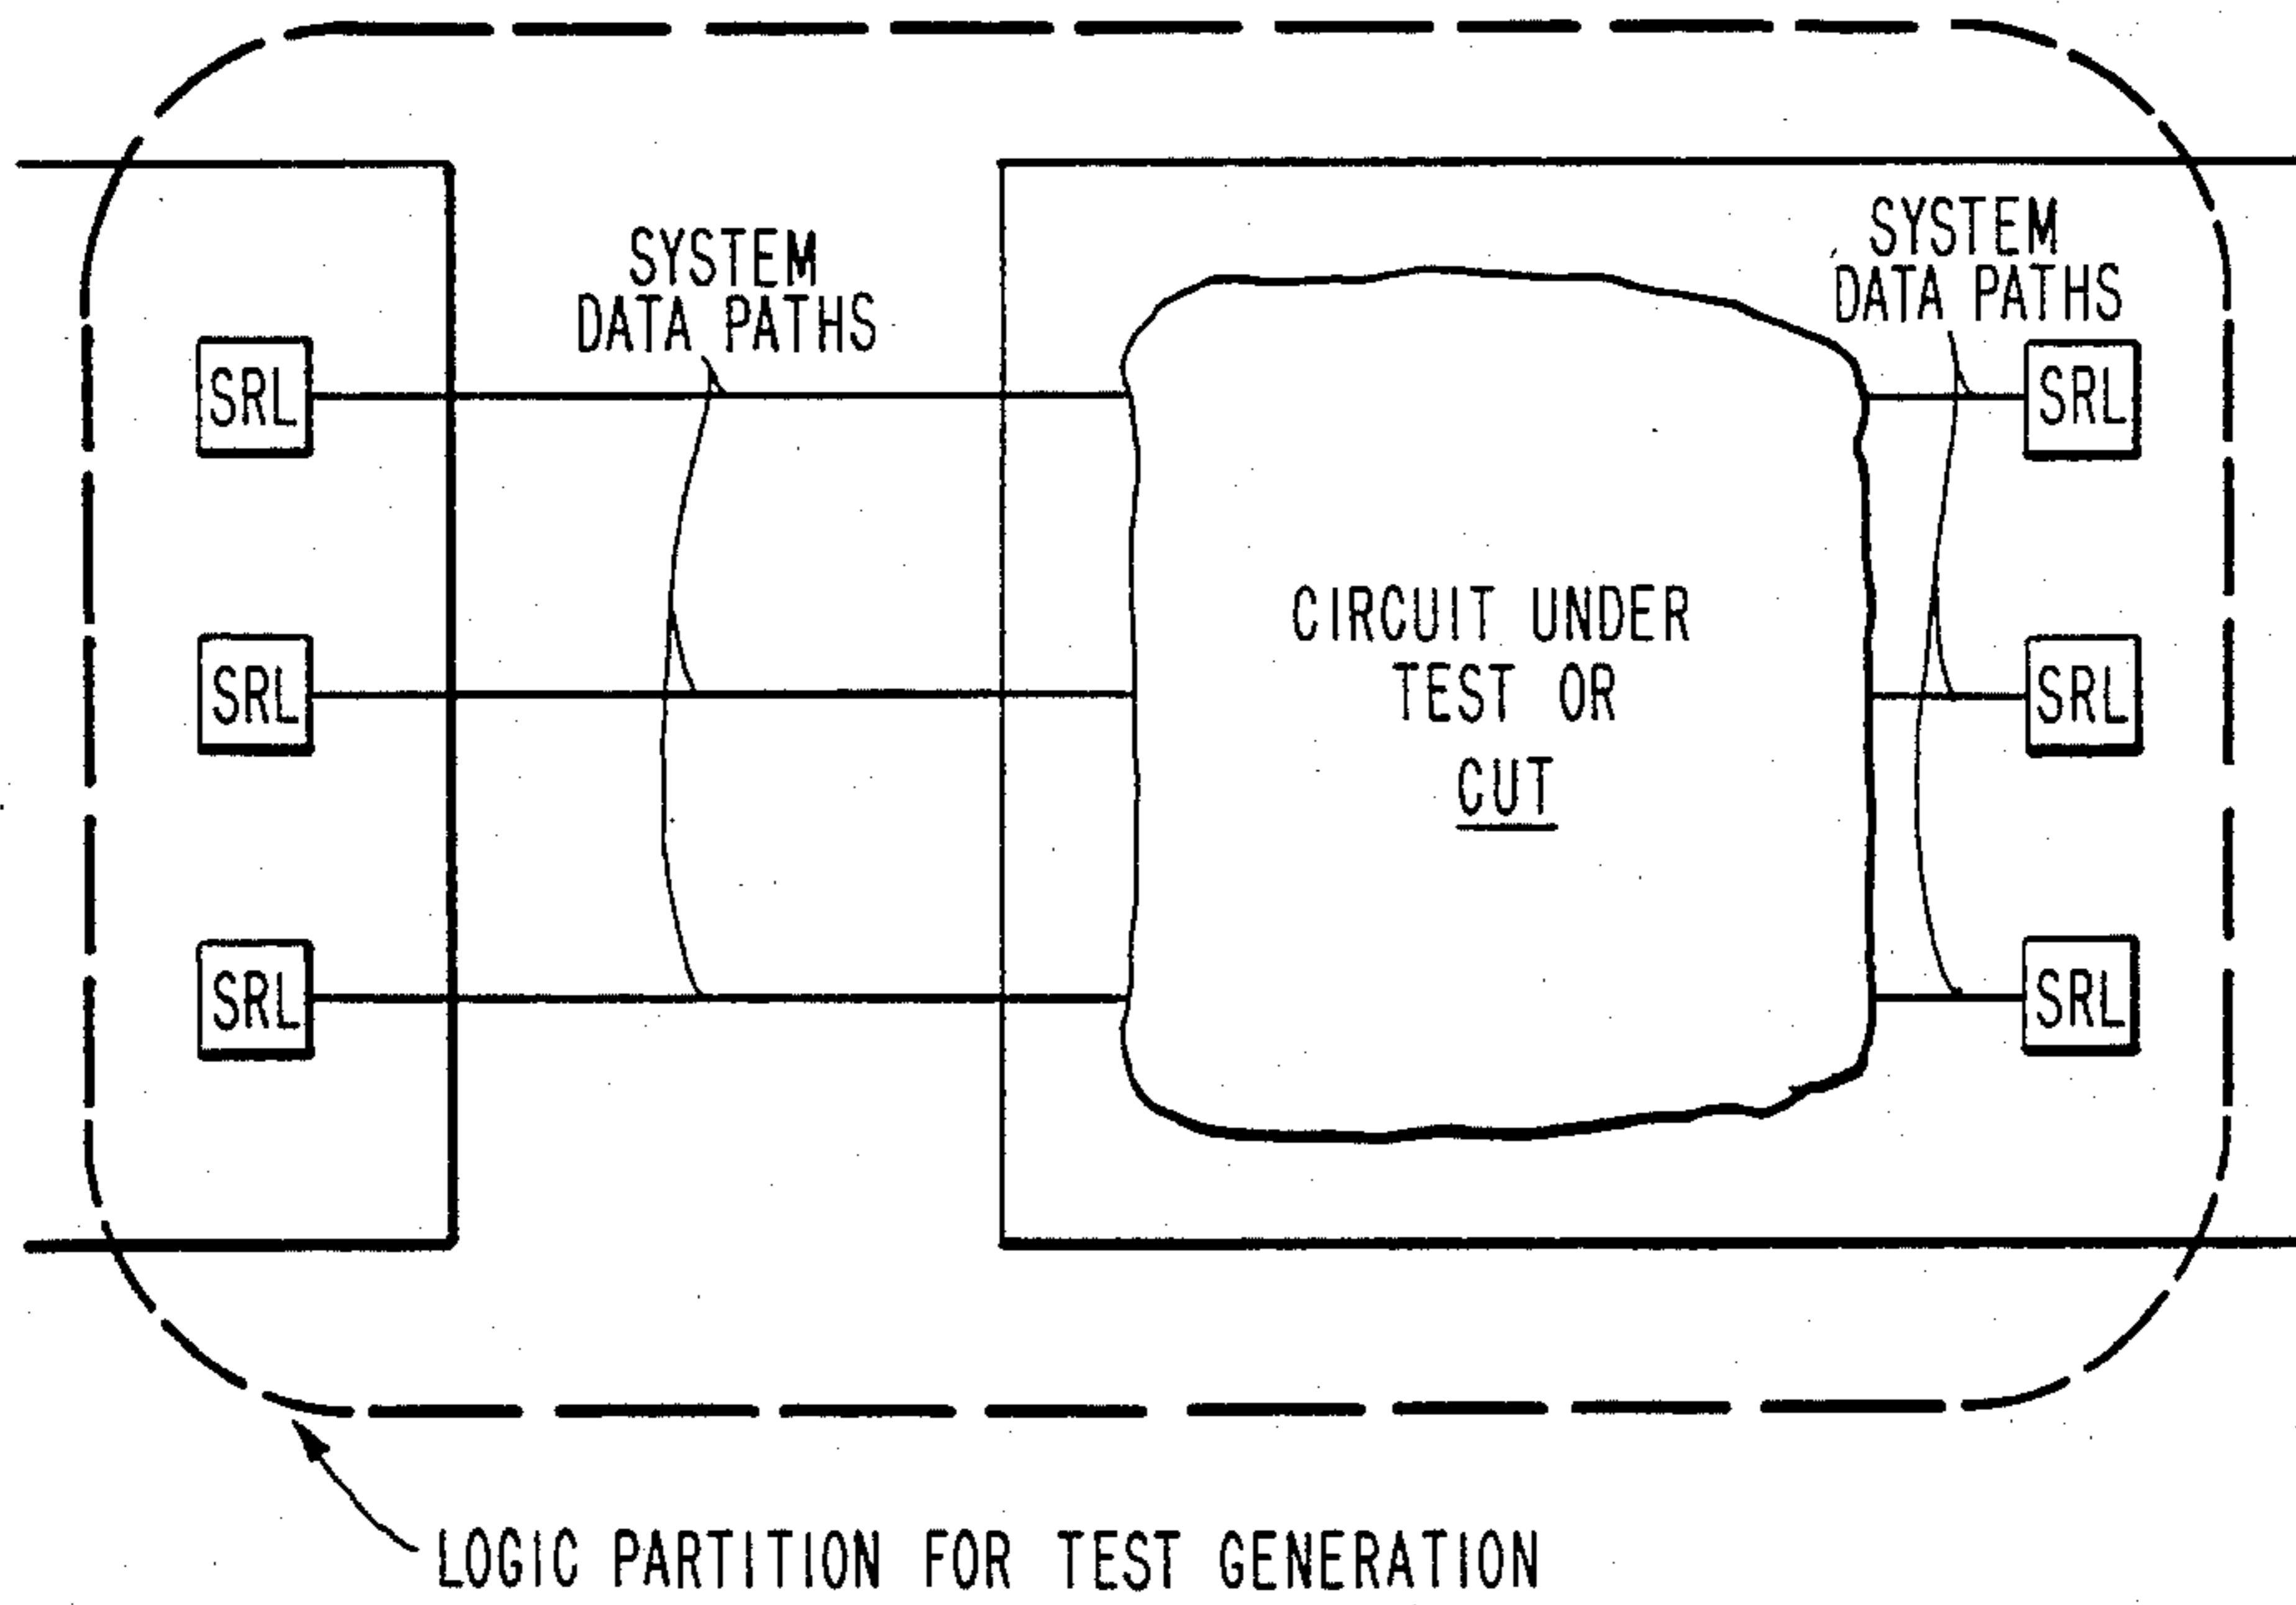 SYSTEM
DATA PATHS
SYSTEM
DATA PATHS
SRL
SRL
CIRCUIT UNDER
TEST OR
CUT
SRL
SRL
SRL
SRL
LOGIC PARTITION FOR TEST GENERATION